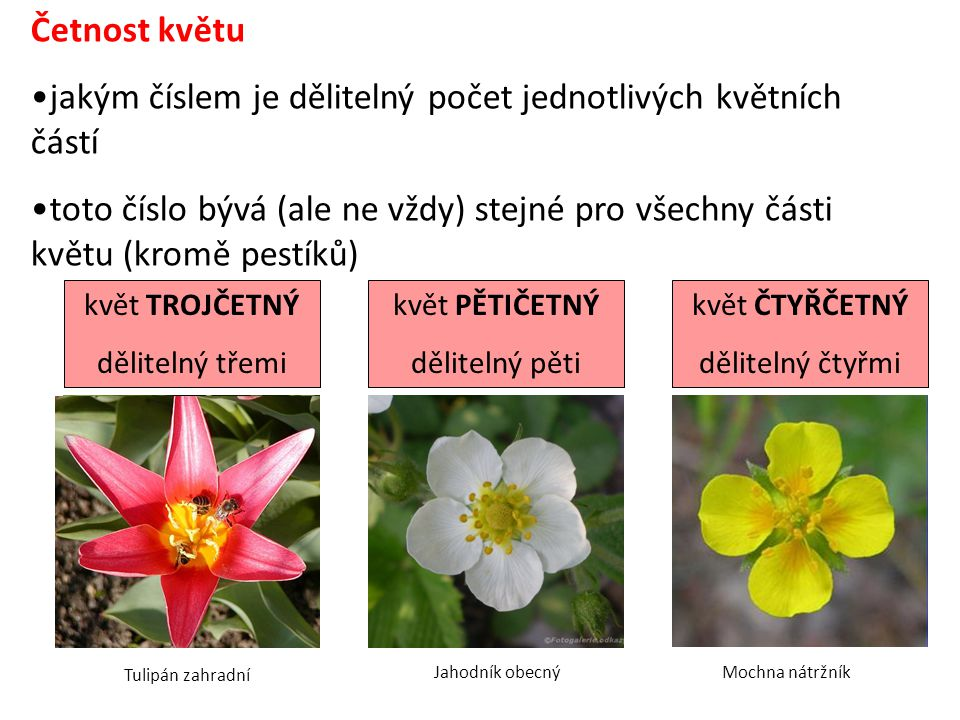 Četnost květu
•jakým číslem je dělitelný počet jednotlivých květních
částí
•toto číslo bývá (ale ne vždy) stejné pro všechny části
květu (kromě pestíků)
květ TROJČETNÝ
dělitelný třemi
květ PĚTIČETNÝ
dělitelný pěti
květ ČTYŘČETNÝ
dělitelný čtyřmi
©Fotogalerie.odkaz
Tulipán zahradní
Jahodník obecný
Mochna nátržník